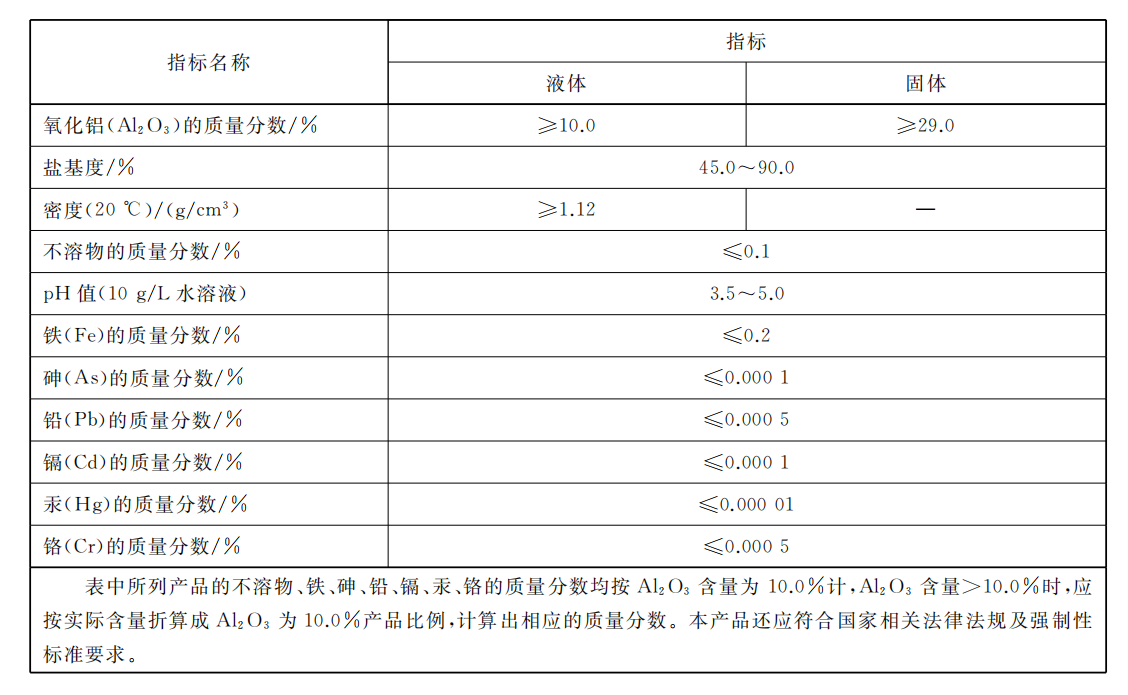 指标名称 指标
液体 固体
氧化铝(Al₂O₃)的质量分数/% ≥10.0 ≥29.0
盐基度/% 45.0～90.0
密度(20 ℃)/(g/cm³) ≥1.12 —
不溶物的质量分数/% ≤0.1
pH 值(10 g/L 水溶液) 3.5～5.0
铁(Fe)的质量分数/% ≤0.2
砷(As)的质量分数/% ≤0.000 1
铅(Pb)的质量分数/% ≤0.000 5
镉(Cd)的质量分数/% ≤0.000 1
汞(Hg)的质量分数/% ≤0.000 01
铬(Cr)的质量分数/% ≤0.000 5
表中所列产品的不溶物、铁、砷、铅、镉、汞、铬的质量分数均按 Al₂O₃ 含量为 10.0%计,Al₂O₃ 含量>10.0%时,应
按实际含量折算成 Al₂O₃ 为 10.0%产品比例,计算出相应的质量分数。本产品还应符合国家相关法律法规及强制性
标准要求。